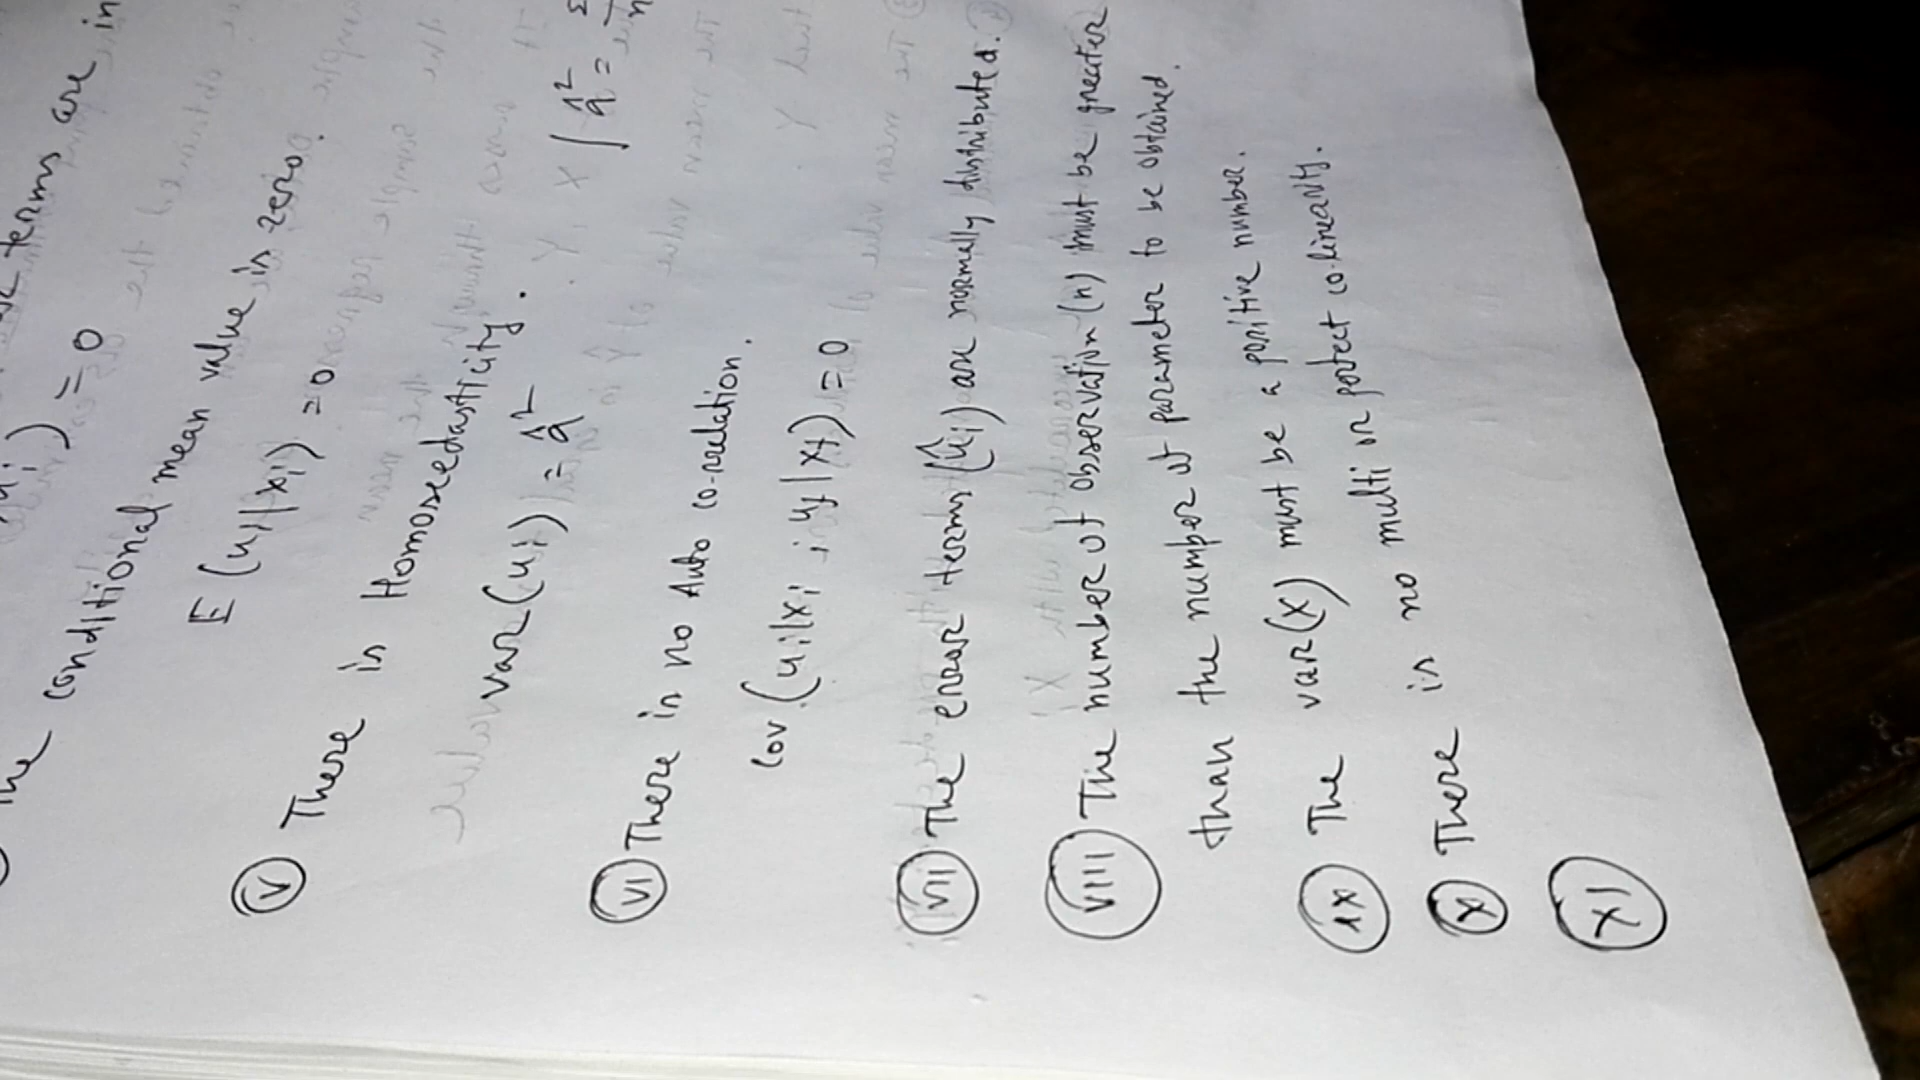 terms are in
) = 0
The conditional mean value is zero.
E (ui|xi) = 0
(V) There is Homoscedasticity.
var(ui) = σ̂²
σ̂² =
(VI) There is no Auto co-relation.
Cov (ui|xi ; uj|xj) = 0
(VII) The error terms (ûi) are normally distributed.
(VIII) The number of observation (n) must be greater
than the number of parameter to be obtained.
(IX) The var(x) must be a positive number.
(X) There is no multi or perfect co-linearity.
(XI)